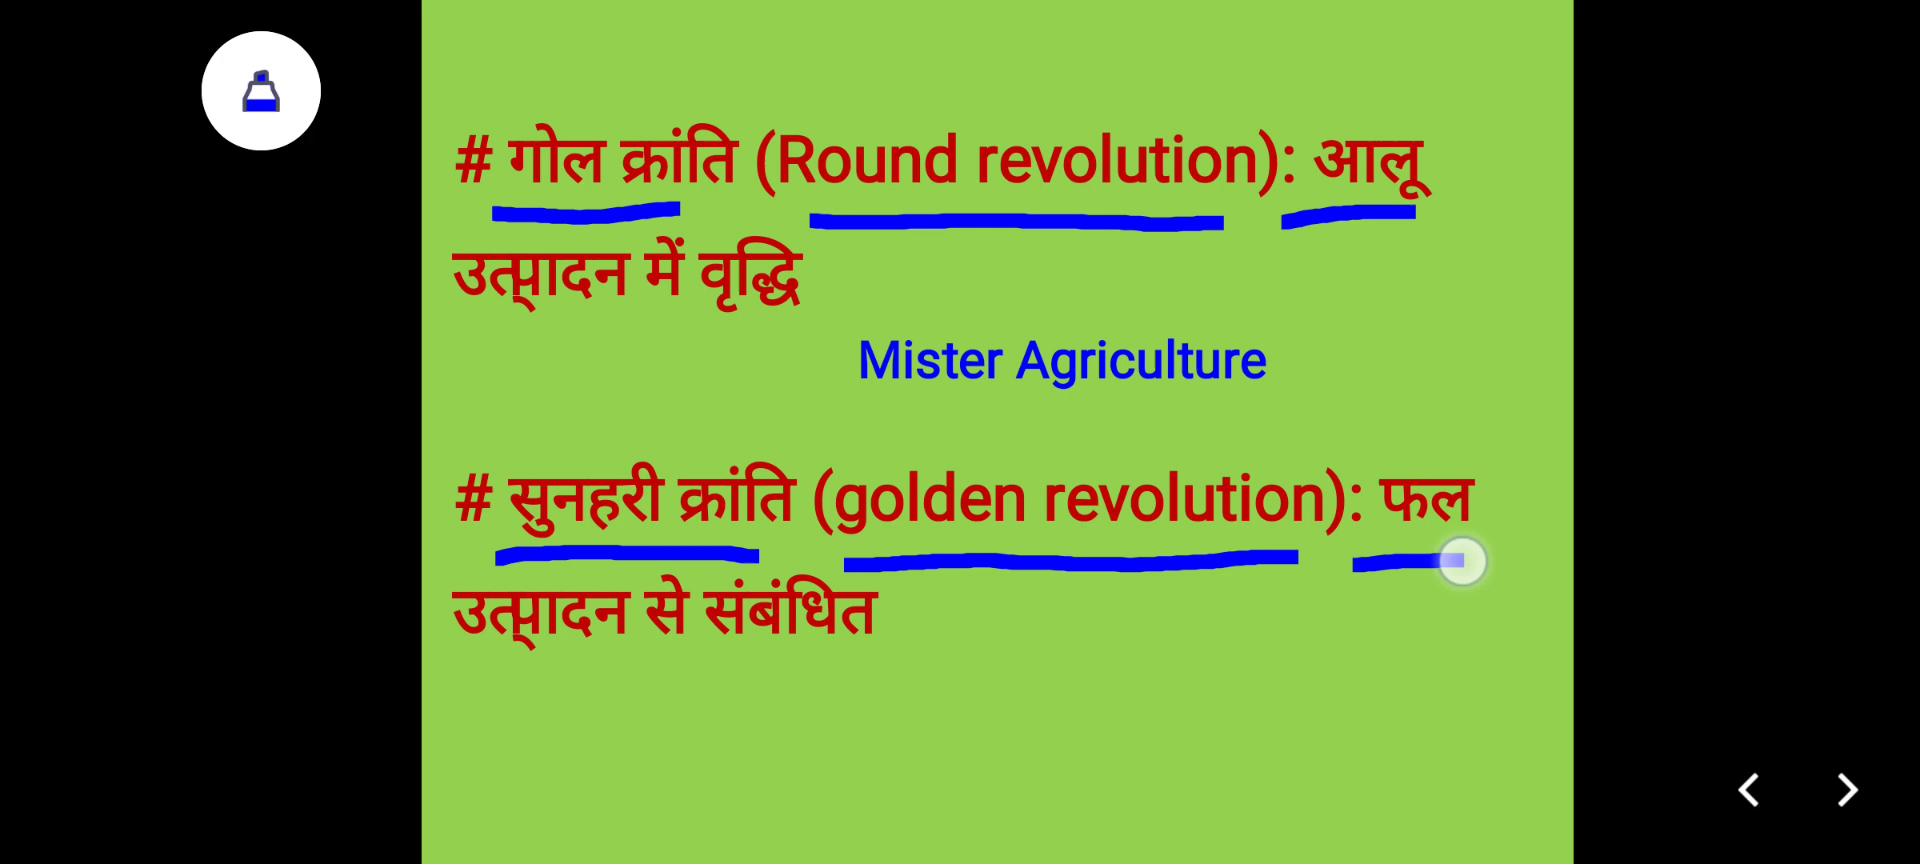 # गोल क्रांति (Round revolution): आलू
उत्पादन में वृद्धि
Mister Agriculture
# सुनहरी क्रांति (golden revolution): फल
उत्पादन से संबंधित